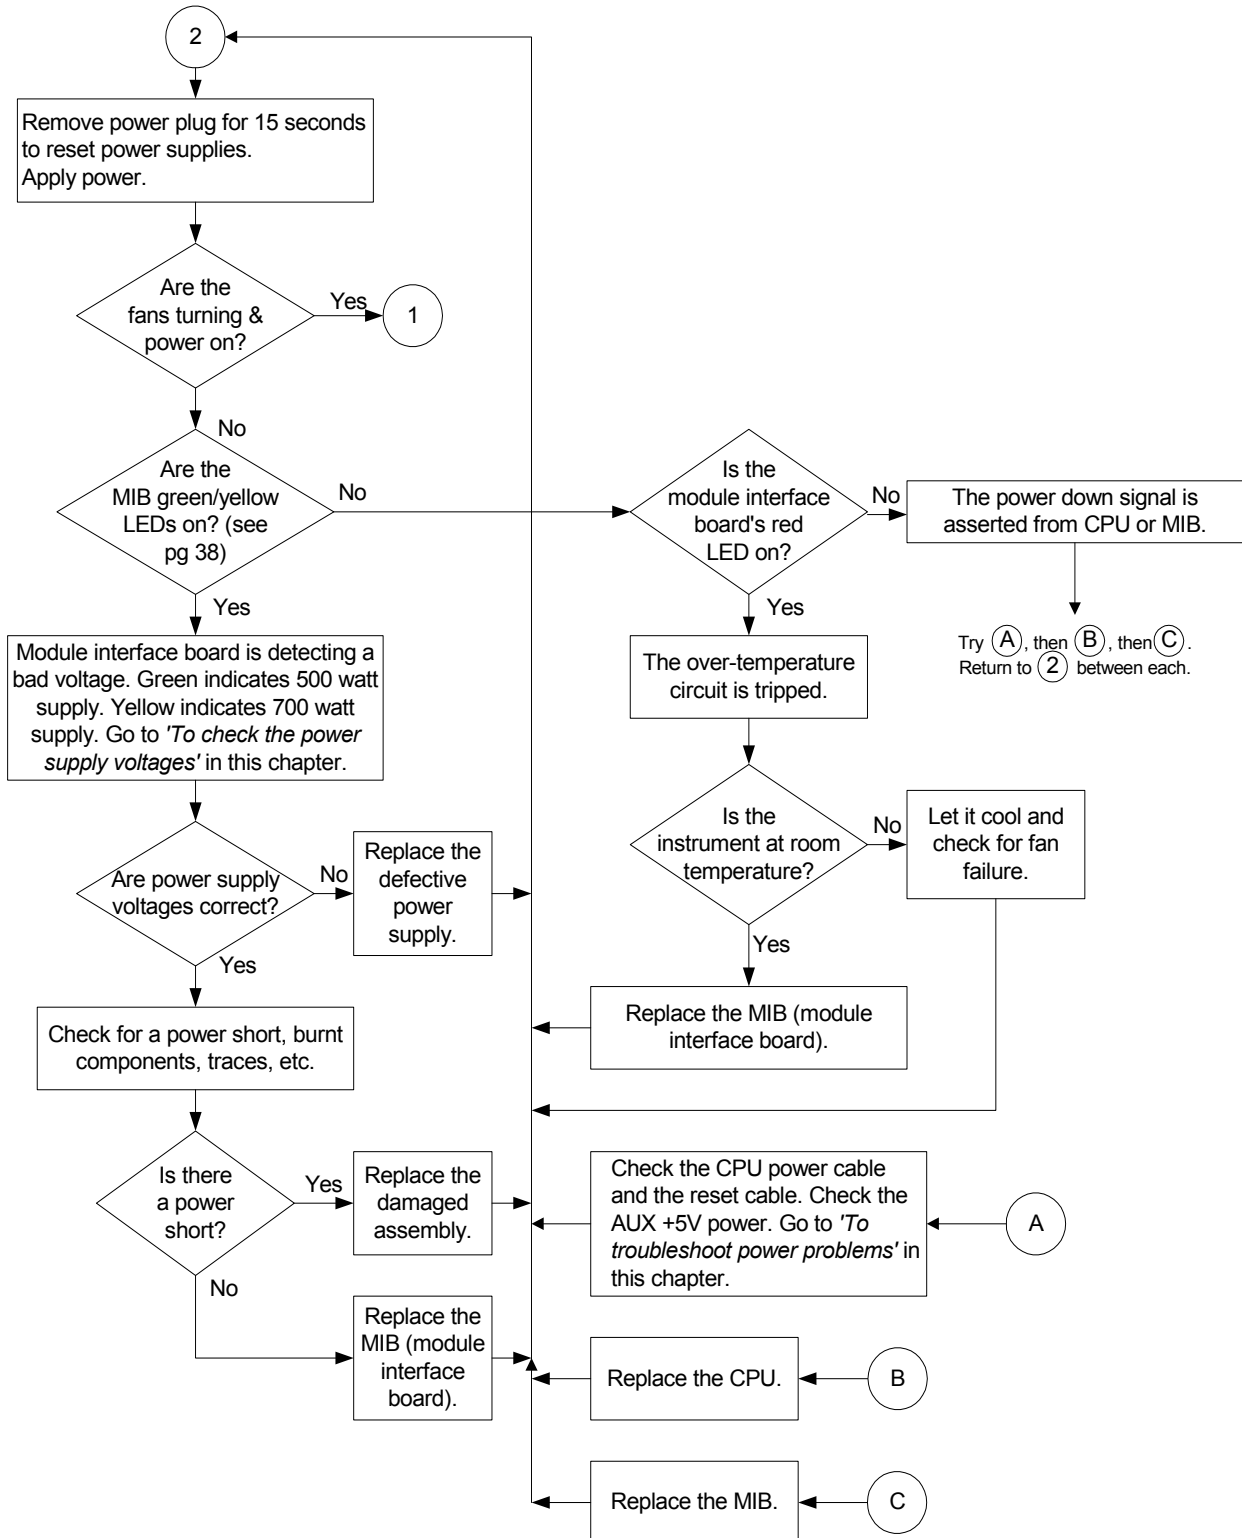 2
Remove power plug for 15 seconds
to reset power supplies.
Apply power.
Are the
fans turning &
power on?
Yes
1
No
Are the
MIB green/yellow
LEDs on? (see
pg 38)
No
Is the
module interface
board's red
LED on?
No
The power down signal is
asserted from CPU or MIB.
Try A, then B, then C.
Return to 2 between each.
Yes
The over-temperature
circuit is tripped.
Is the
instrument at room
temperature?
No
Let it cool and
check for fan
failure.
Yes
Replace the MIB (module
interface board).
Yes
Module interface board is detecting a
bad voltage. Green indicates 500 watt
supply. Yellow indicates 700 watt
supply. Go to 'To check the power
supply voltages' in this chapter.
Are power supply
voltages correct?
No
Replace the
defective
power
supply.
Yes
Check for a power short, burnt
components, traces, etc.
Is there
a power
short?
Yes
Replace the
damaged
assembly.
No
Replace the
MIB (module
interface
board).
Check the CPU power cable
and the reset cable. Check the
AUX +5V power. Go to 'To
troubleshoot power problems' in
this chapter.
A
Replace the CPU.
B
Replace the MIB.
C